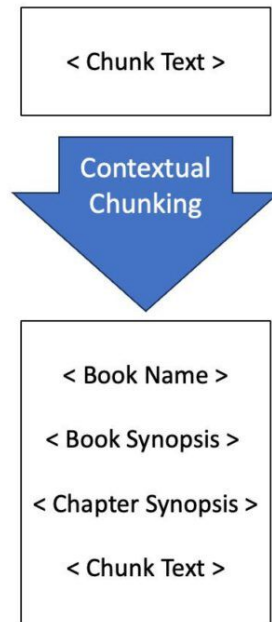 < Chunk Text >
Contextual
Chunking
< Book Name >
< Book Synopsis >
< Chapter Synopsis >
< Chunk Text >